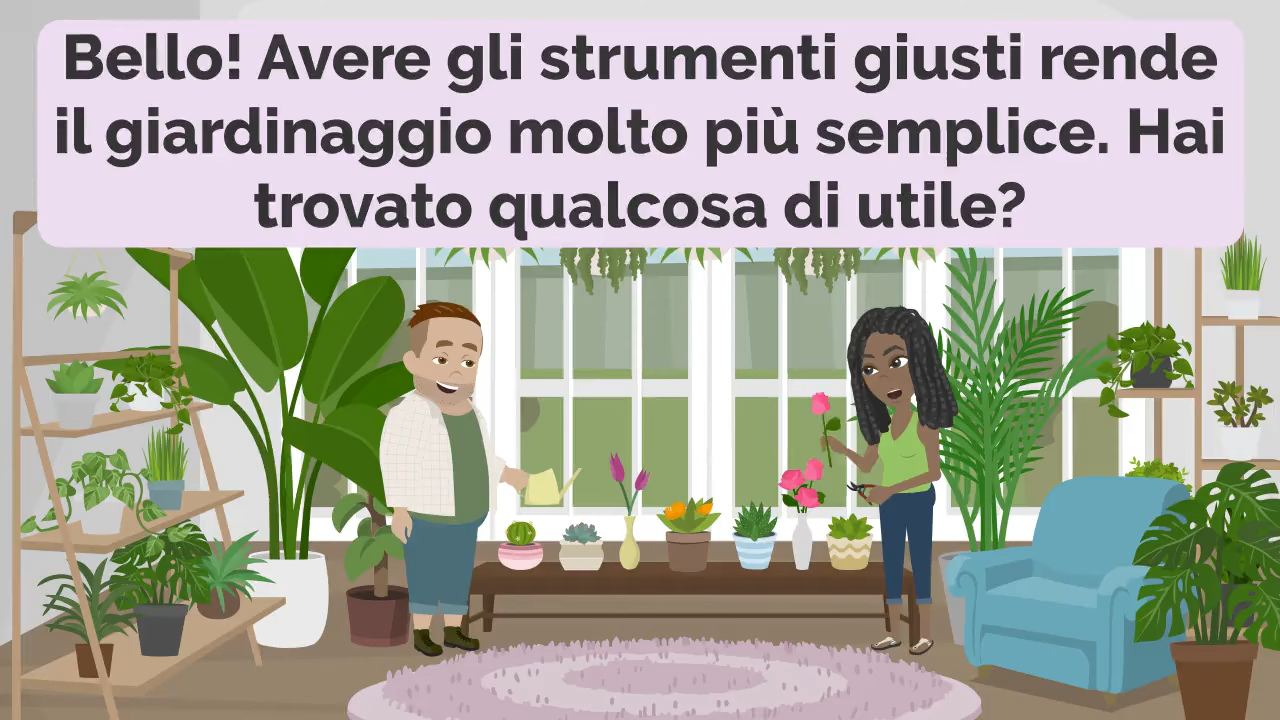 Bello! Avere gli strumenti giusti rende
il giardinaggio molto più semplice. Hai
trovato qualcosa di utile?